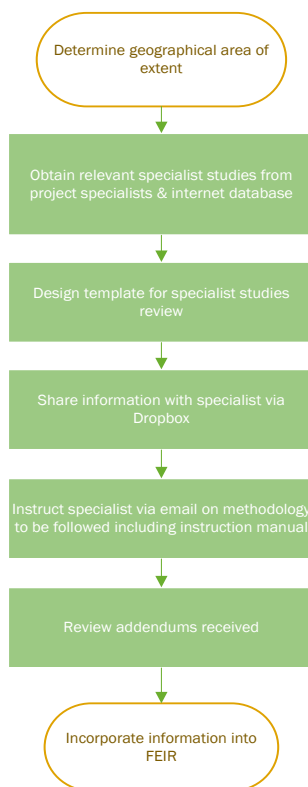 Determine geographical area of
extent
Obtain relevant specialist studies from
project specialists & internet database
Design template for specialist studies
review
Share information with specialist via
Dropbox
Instruct specialist via email on methodology
to be followed including instruction manual
Review addendums received
Incorporate information into
FEIR